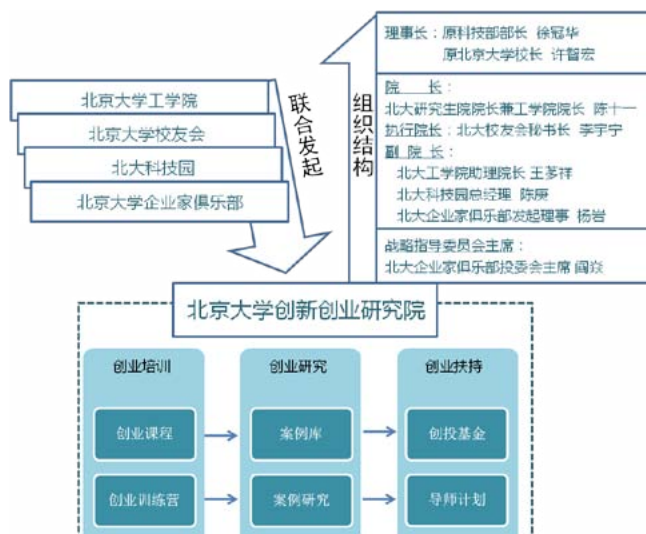 北京大学工学院
北京大学校友会
北大科技园
北京大学企业家俱乐部
联合发起
组织结构
理事长：原科技部部长 徐冠华
原北京大学校长 许智宏
院 长：
北大研究生院院长兼工学院院长 陈十一
执行院长：北大校友会秘书长 李宇宁
副 院 长：
北大工学院助理院长 王茤祥
北大科技园总经理 陈庚
北大企业家俱乐部发起理事 杨岩
战略指导委员会主席：
北大企业家俱乐部投委会主席 阎焱
北京大学创新创业研究院
创业培训
创业研究
创业扶持
创业课程
案例库
创投基金
创业训练营
案例研究
导师计划